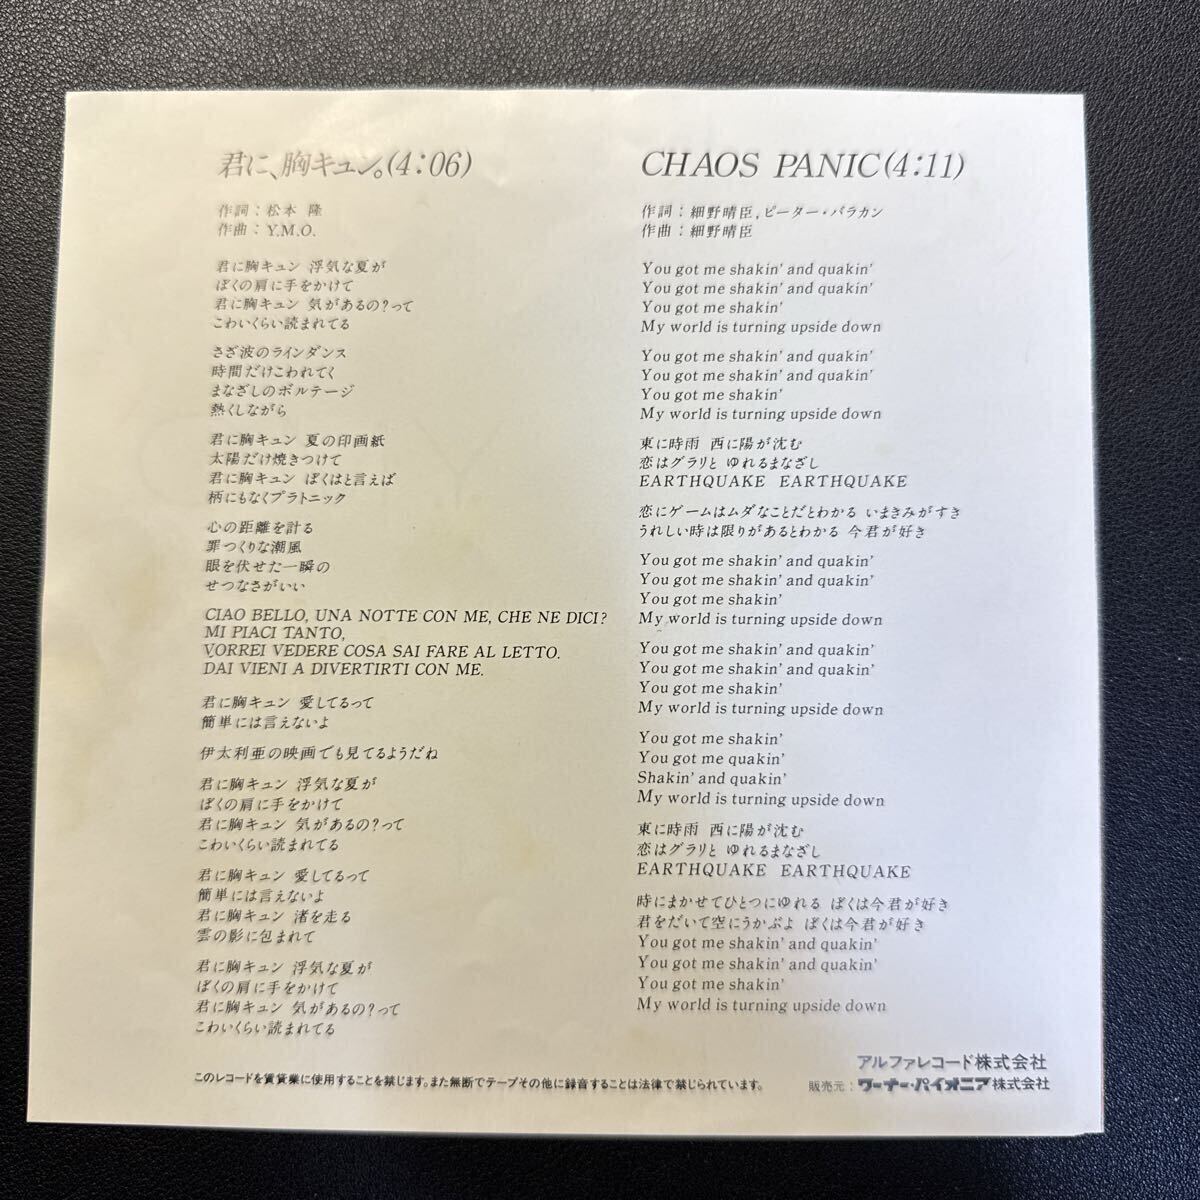 君に、胸キュン。(4:06)
作詞：松本 隆
作曲：Y.M.O.
君に胸キュン 浮気な夏が
ぼくの肩に手をかけて
君に胸キュン 気があるの?って
こわいくらい読まれてる
さざ波のラインダンス
時間だけこわれてく
まなざしのボルテージ
熱くしながら
君に胸キュン 夏の印画紙
太陽だけ焼きつけて
君に胸キュン ぼくはと言えば
柄にもなくプラトニック
心の距離を計る
罪つくりな潮風
眼を伏せた一瞬の
せつなさがいい
CIAO BELLO, UNA NOTTE CON ME, CHE NE DICI?
MI PIACI TANTO,
VORREI VEDERE COSA SAI FARE AL LETTO.
DAI VIENI A DIVERTIRTI CON ME.
君に胸キュン 愛してるって
簡単には言えないよ
伊太利亜の映画でも見てるようだね
君に胸キュン 浮気な夏が
ぼくの肩に手をかけて
君に胸キュン 気があるの?って
こわいくらい読まれてる
君に胸キュン 愛してるって
簡単には言えないよ
君に胸キュン 渚を走る
雲の影に包まれて
君に胸キュン 浮気な夏が
ぼくの肩に手をかけて
君に胸キュン 気があるの?って
こわいくらい読まれてる
CHAOS PANIC(4:11)
作詞：細野晴臣, ピーター・バラカン
作曲：細野晴臣
You got me shakin' and quakin'
You got me shakin' and quakin'
You got me shakin'
My world is turning upside down
You got me shakin' and quakin'
You got me shakin' and quakin'
You got me shakin'
My world is turning upside down
東に時雨 西に陽が沈む
恋はグラリと ゆれるまなざし
EARTHQUAKE EARTHQUAKE
恋にゲームはムダなことだとわかる いまきみがすき
うれしい時は限りがあるとわかる 今君が好き
You got me shakin' and quakin'
You got me shakin' and quakin'
You got me shakin'
My world is turning upside down
You got me shakin' and quakin'
You got me shakin' and quakin'
You got me shakin'
My world is turning upside down
You got me shakin'
You got me quakin'
Shakin' and quakin'
My world is turning upside down
東に時雨 西に陽が沈む
恋はグラリと ゆれるまなざし
EARTHQUAKE EARTHQUAKE
時にまかせてひとつにゆれる ぼくは今君が好き
君をだいて空にうかぶよ ぼくは今君が好き
You got me shakin' and quakin'
You got me shakin' and quakin'
You got me shakin'
My world is turning upside down
アルファレコード株式会社
このレコードを賃貸業に使用することを禁じます。また無断でテープその他に録音することは法律で禁じられています。
販売元：ワーナー・パイオニア株式会社